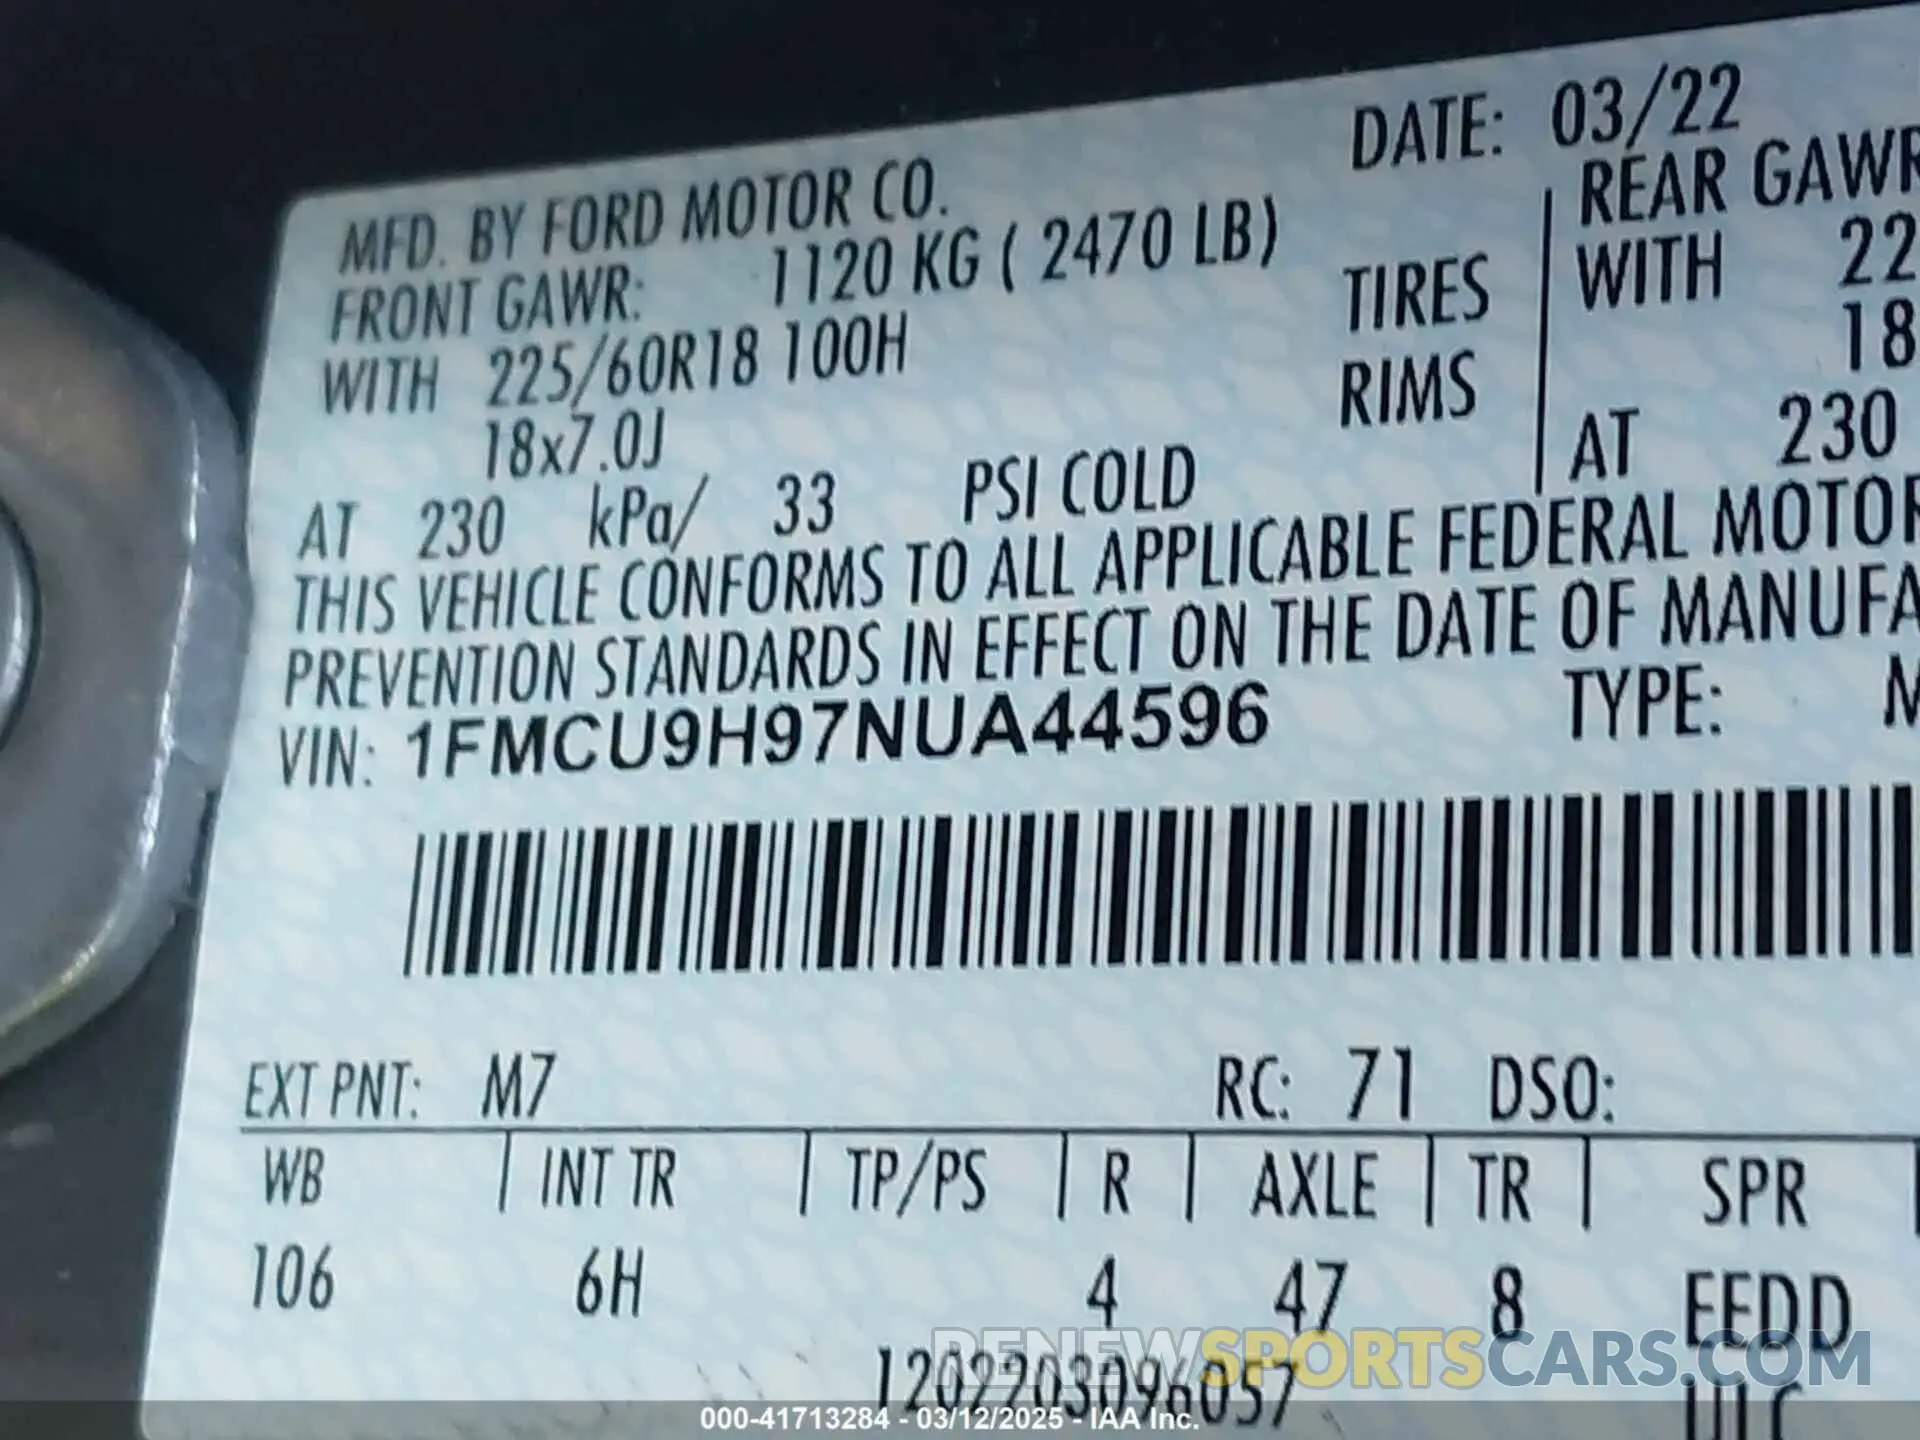 DATE: 03/22
MFD. BY FORD MOTOR CO.
FRONT GAWR: 1120 KG ( 2470 LB) REAR GAWR
WITH 225/60R18 100H TIRES WITH 22
18x7.0J RIMS 18
AT 230 kPa/ 33 PSI COLD AT 230
THIS VEHICLE CONFORMS TO ALL APPLICABLE FEDERAL MOTOR
PREVENTION STANDARDS IN EFFECT ON THE DATE OF MANUFA
VIN: 1FMCU9H97NUA44596 TYPE: M
EXT PNT: M7 RC: 71 DSO:
WB INT TR TP/PS R AXLE TR SPR
106 6H 4 47 8 EEDD
RENEWSPORTSCARS.COM
1202203096057
000-41713284 - 03/12/2025 - IAA Inc.